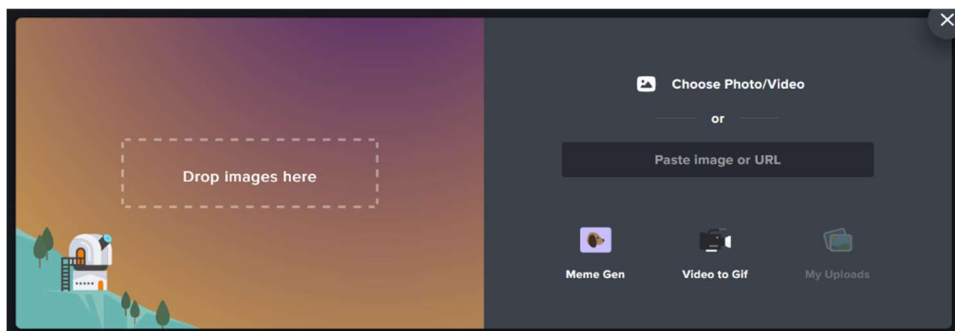 Drop images here
Choose Photo/Video
or
Paste image or URL
Meme Gen
Video to Gif
My Uploads